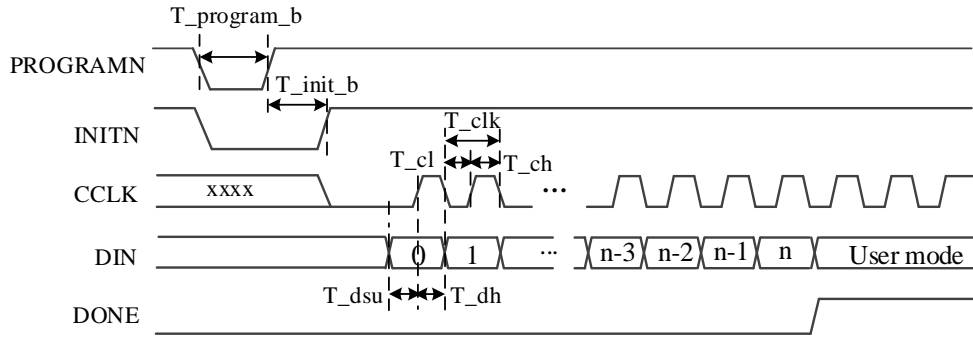 T_program_b
PROGRAMN
T_init_b
INITN
T_clk
T_cl
T_ch
CCLK
xxxx
...
DIN
0
1
...
n-3
n-2
n-1
n
User mode
T_dsu
T_dh
DONE